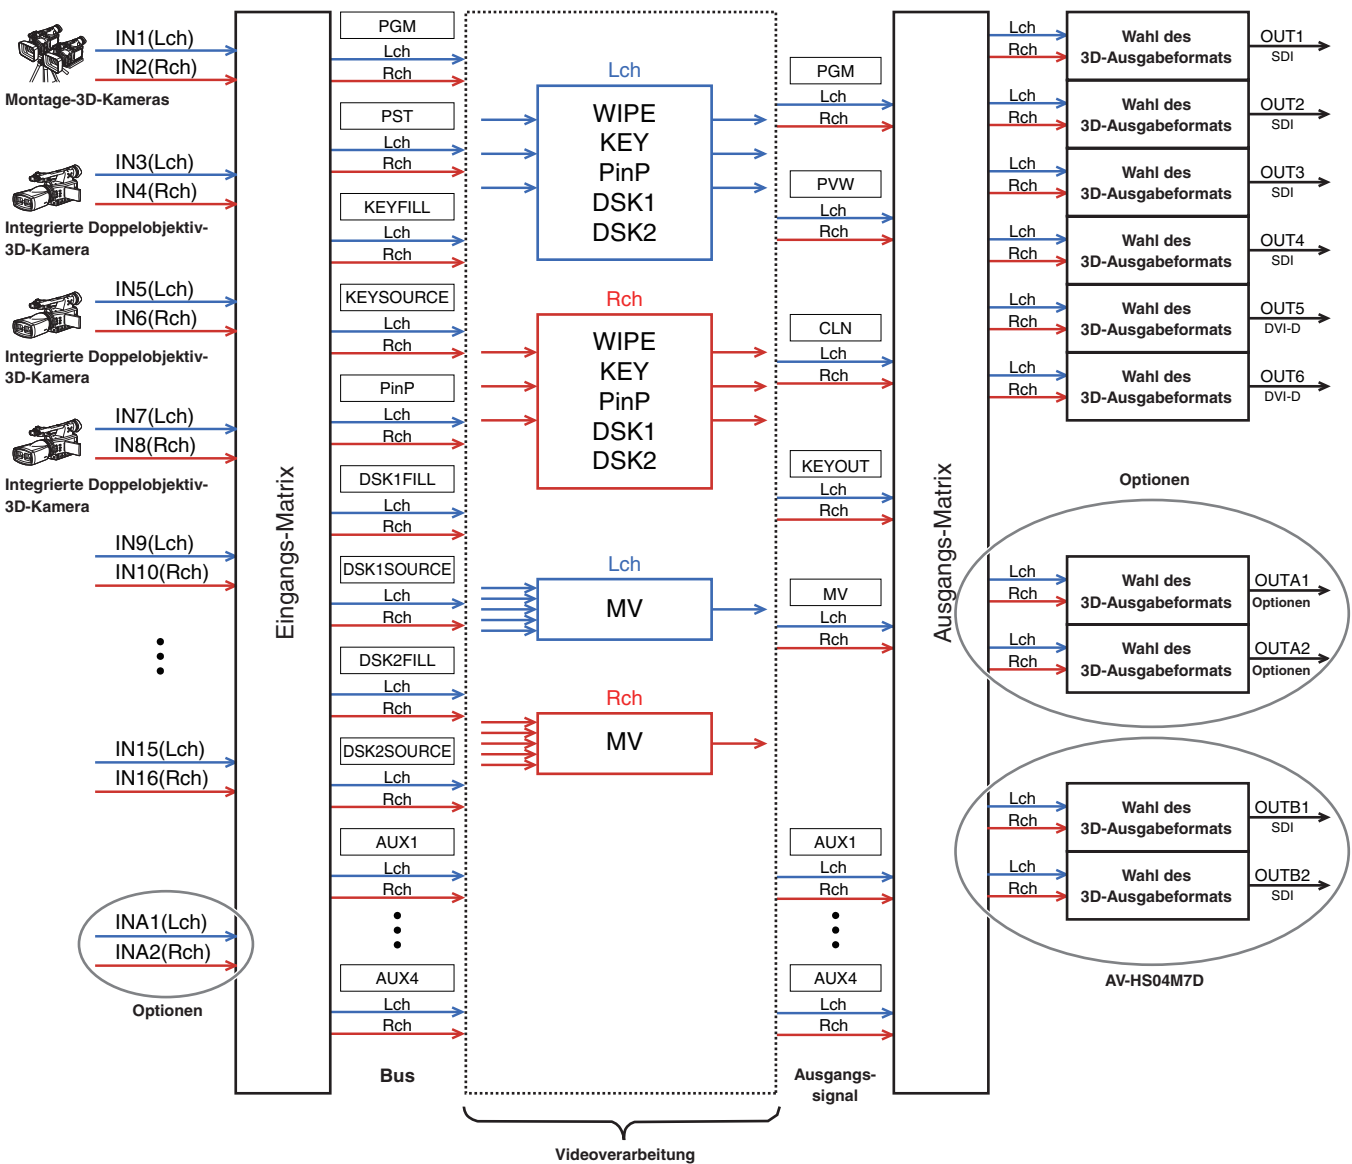 IN1(Lch)
IN2(Rch)
Montage-3D-Kameras
IN3(Lch)
IN4(Rch)
Integrierte Doppelobjektiv-
3D-Kamera
IN5(Lch)
IN6(Rch)
Integrierte Doppelobjektiv-
3D-Kamera
IN7(Lch)
IN8(Rch)
Integrierte Doppelobjektiv-
3D-Kamera
IN9(Lch)
IN10(Rch)
IN15(Lch)
IN16(Rch)
INA1(Lch)
INA2(Rch)
Optionen
Eingangs-Matrix
PGM
Lch
Rch
PST
Lch
Rch
KEYFILL
Lch
Rch
KEYSOURCE
Lch
Rch
PinP
Lch
Rch
DSK1FILL
Lch
Rch
DSK1SOURCE
Lch
Rch
DSK2FILL
Lch
Rch
DSK2SOURCE
Lch
Rch
AUX1
Lch
Rch
AUX4
Lch
Rch
Bus
Lch
WIPE
KEY
PinP
DSK1
DSK2
Rch
WIPE
KEY
PinP
DSK1
DSK2
Lch
MV
Rch
MV
Videoverarbeitung
PGM
Lch
Rch
PVW
Lch
Rch
CLN
Lch
Rch
KEYOUT
Lch
Rch
MV
Lch
Rch
AUX1
Lch
Rch
AUX4
Lch
Rch
Ausgangs-
signal
Ausgangs-Matrix
Lch
Rch
Wahl des
3D-Ausgabeformats
OUT1
SDI
Lch
Rch
Wahl des
3D-Ausgabeformats
OUT2
SDI
Lch
Rch
Wahl des
3D-Ausgabeformats
OUT3
SDI
Lch
Rch
Wahl des
3D-Ausgabeformats
OUT4
SDI
Lch
Rch
Wahl des
3D-Ausgabeformats
OUT5
DVI-D
Lch
Rch
Wahl des
3D-Ausgabeformats
OUT6
DVI-D
Optionen
Lch
Rch
Wahl des
3D-Ausgabeformats
OUTA1
Optionen
Lch
Rch
Wahl des
3D-Ausgabeformats
OUTA2
Optionen
Lch
Rch
Wahl des
3D-Ausgabeformats
OUTB1
SDI
Lch
Rch
Wahl des
3D-Ausgabeformats
OUTB2
SDI
AV-HS04M7D